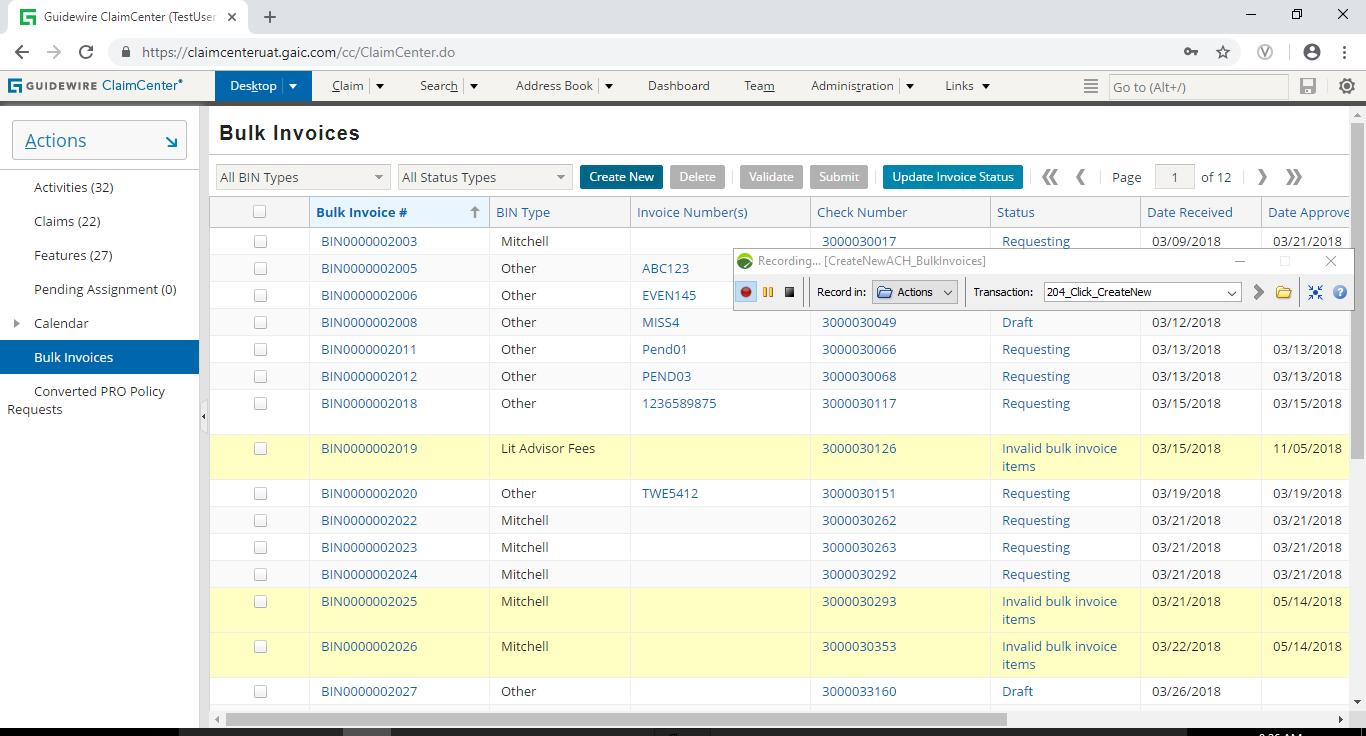 Guidewire ClaimCenter (TestUser
https://claimcenteruat.gaic.com/cc/ClaimCenter.do
GUIDEWIRE ClaimCenter
Desktop Claim Search Address Book Dashboard Team Administration Links Go to (Alt+/)
Actions
Activities (32)
Claims (22)
Features (27)
Pending Assignment (0)
Calendar
Bulk Invoices
Converted PRO Policy
Requests
Bulk Invoices
All BIN Types All Status Types Create New Delete Validate Submit Update Invoice Status Page 1 of 12
Bulk Invoice # BIN Type Invoice Number(s) Check Number Status Date Received Date Approve
BIN0000002003 Mitchell 3000030017 Requesting 03/09/2018 03/21/2018
Recording... [CreateNewACH_BulkInvoices]
Record in: Actions Transaction: 204_Click_CreateNew
BIN0000002005 Other ABC123
BIN0000002006 Other EVEN145
BIN0000002008 Other MISS4 3000030049 Draft 03/12/2018
BIN0000002011 Other Pend01 3000030066 Requesting 03/13/2018 03/13/2018
BIN0000002012 Other PEND03 3000030068 Requesting 03/13/2018 03/13/2018
BIN0000002018 Other 1236589875 3000030117 Requesting 03/15/2018 03/15/2018
BIN0000002019 Lit Advisor Fees 3000030126 Invalid bulk invoice 03/15/2018 11/05/2018
items
BIN0000002020 Other TWE5412 3000030151 Requesting 03/19/2018 03/19/2018
BIN0000002022 Mitchell 3000030262 Requesting 03/21/2018 03/21/2018
BIN0000002023 Mitchell 3000030263 Requesting 03/21/2018 03/21/2018
BIN0000002024 Mitchell 3000030292 Requesting 03/21/2018 03/21/2018
BIN0000002025 Mitchell 3000030293 Invalid bulk invoice 03/21/2018 05/14/2018
items
BIN0000002026 Mitchell 3000030353 Invalid bulk invoice 03/22/2018 05/14/2018
items
BIN0000002027 Other 3000033160 Draft 03/26/2018